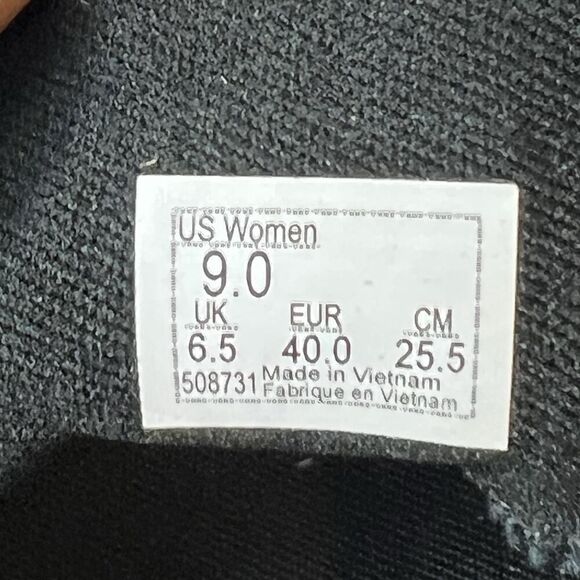 US Women
9.0
UK EUR CM
6.5 40.0 25.5
508731 Made in Vietnam
Fabrique en Vietnam